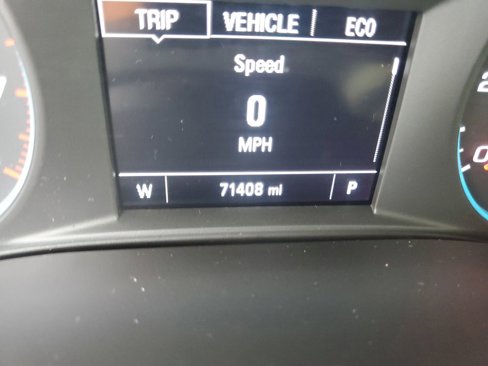 TRIP VEHICLE ECO
Speed
0
MPH
W 71408 mi P